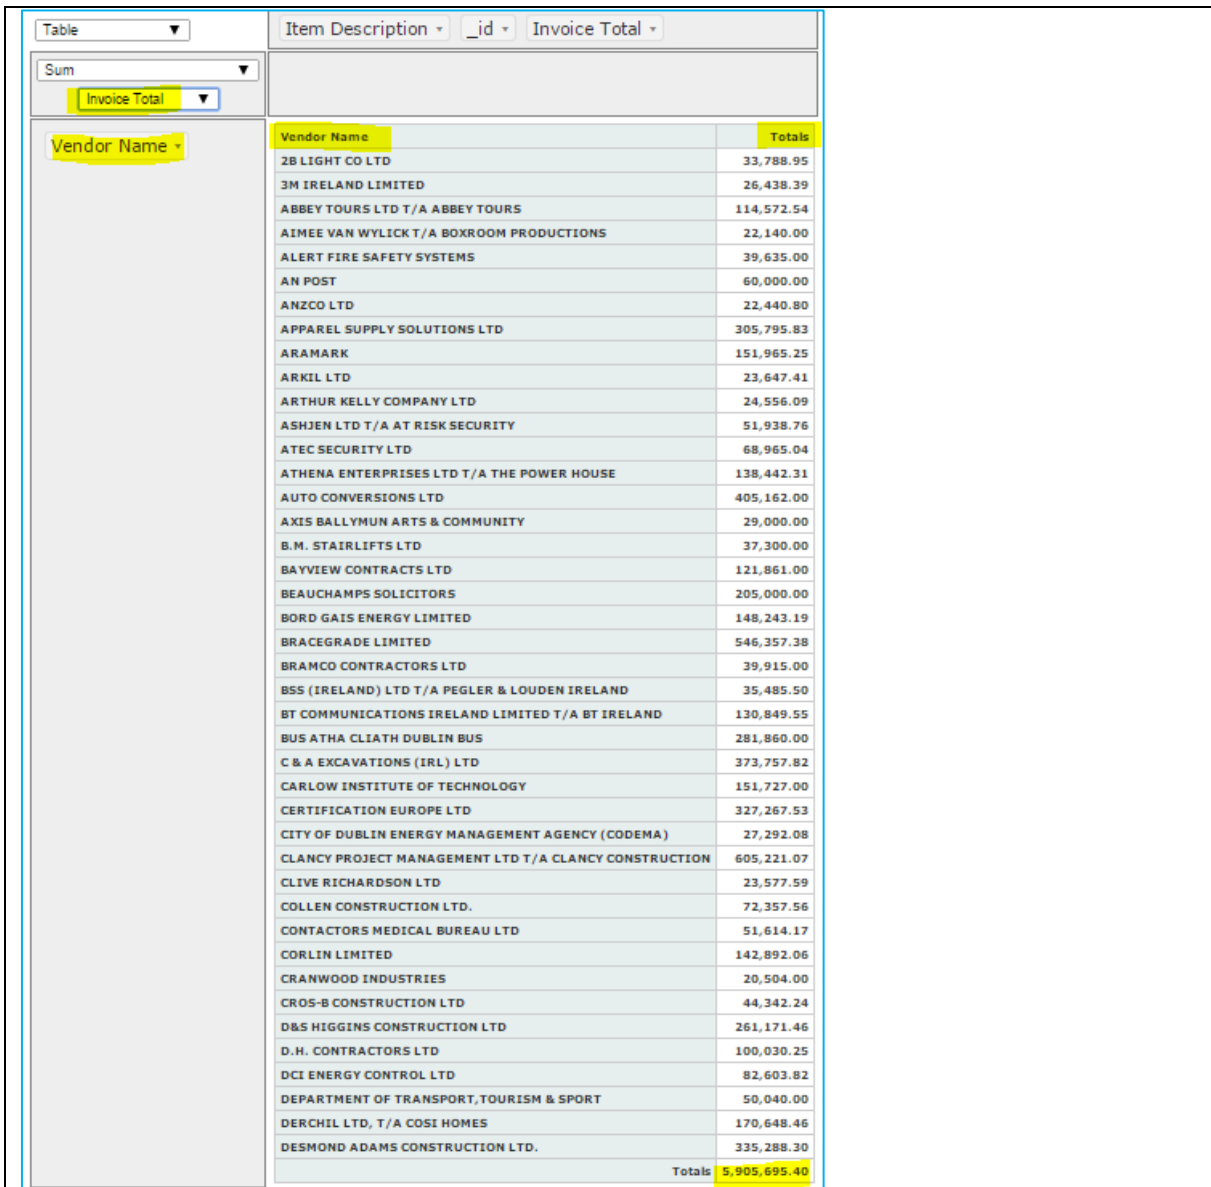 Table ▼ Item Description ▾ _id ▾ Invoice Total ▾
Sum ▼
Invoice Total ▼
Vendor Name ▾
Vendor Name Totals
2B LIGHT CO LTD 33,788.95
3M IRELAND LIMITED 26,438.39
ABBEY TOURS LTD T/A ABBEY TOURS 114,572.54
AIMEE VAN WYLICK T/A BOXROOM PRODUCTIONS 22,140.00
ALERT FIRE SAFETY SYSTEMS 39,635.00
AN POST 60,000.00
ANZCO LTD 22,440.80
APPAREL SUPPLY SOLUTIONS LTD 305,795.83
ARAMARK 151,965.25
ARKIL LTD 23,647.41
ARTHUR KELLY COMPANY LTD 24,556.09
ASHJEN LTD T/A AT RISK SECURITY 51,938.76
ATEC SECURITY LTD 68,965.04
ATHENA ENTERPRISES LTD T/A THE POWER HOUSE 138,442.31
AUTO CONVERSIONS LTD 405,162.00
AXIS BALLYMUN ARTS & COMMUNITY 29,000.00
B.M. STAIRLIFTS LTD 37,300.00
BAYVIEW CONTRACTS LTD 121,861.00
BEAUCHAMPS SOLICITORS 205,000.00
BORD GAIS ENERGY LIMITED 148,243.19
BRACEGRADE LIMITED 546,357.38
BRAMCO CONTRACTORS LTD 39,915.00
BSS (IRELAND) LTD T/A PEGLER & LOUDEN IRELAND 35,485.50
BT COMMUNICATIONS IRELAND LIMITED T/A BT IRELAND 130,849.55
BUS ATHA CLIATH DUBLIN BUS 281,860.00
C & A EXCAVATIONS (IRL) LTD 373,757.82
CARLOW INSTITUTE OF TECHNOLOGY 151,727.00
CERTIFICATION EUROPE LTD 327,267.53
CITY OF DUBLIN ENERGY MANAGEMENT AGENCY (CODEMA) 27,292.08
CLANCY PROJECT MANAGEMENT LTD T/A CLANCY CONSTRUCTION 605,221.07
CLIVE RICHARDSON LTD 23,577.59
COLLEN CONSTRUCTION LTD. 72,357.56
CONTACTORS MEDICAL BUREAU LTD 51,614.17
CORLIN LIMITED 142,892.06
CRANWOOD INDUSTRIES 20,504.00
CROS-B CONSTRUCTION LTD 44,342.24
D&S HIGGINS CONSTRUCTION LTD 261,171.46
D.H. CONTRACTORS LTD 100,030.25
DCI ENERGY CONTROL LTD 82,603.82
DEPARTMENT OF TRANSPORT,TOURISM & SPORT 50,040.00
DERCHIL LTD, T/A COSI HOMES 170,648.46
DESMOND ADAMS CONSTRUCTION LTD. 335,288.30
Totals 5,905,695.40